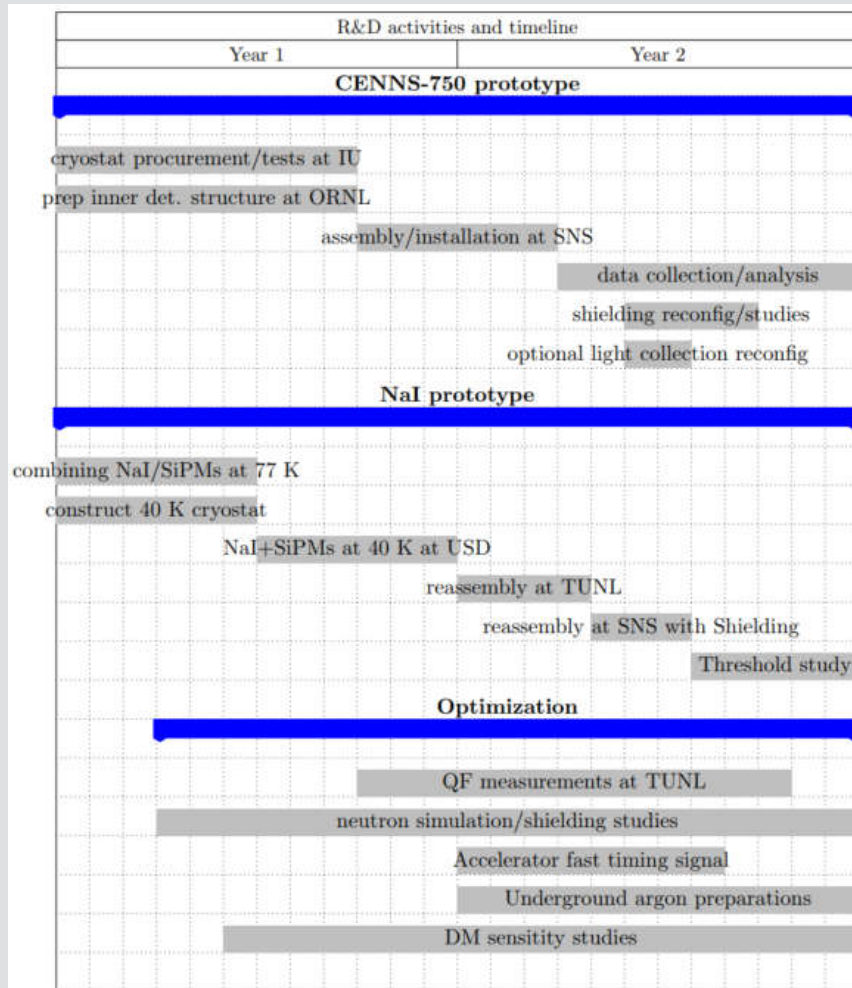 R&D activities and timeline
Year 1 Year 2
CENNS-750 prototype
cryostat procurement/tests at IU
prep inner det. structure at ORNL
assembly/installation at SNS
data collection/analysis
shielding reconfig/studies
optional light collection reconfig
NaI prototype
combining NaI/SiPMs at 77 K
construct 40 K cryostat
NaI+SiPMs at 40 K at USD
reassembly at TUNL
reassembly at SNS with Shielding
Threshold study
Optimization
QF measurements at TUNL
neutron simulation/shielding studies
Accelerator fast timing signal
Underground argon preparations
DM sensitity studies